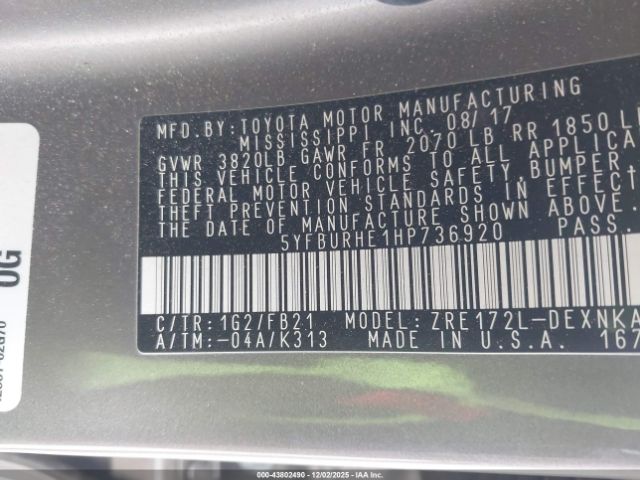 MFD.BY:TOYOTA MOTOR MANUFACTURING
MISSISSIPPI INC. 08/17
GVWR 3820LB GAWR FR 2070 LB RR 1850 L
THIS VEHICLE CONFORMS TO ALL APPLICA
FEDERAL MOTOR VEHICLE SAFETY,BUMPER,
THEFT PREVENTION STANDARDS IN EFFECT
THE DATE OF MANUFACTURE SHOWN ABOVE.
5YFBURHE1HP736920 PASS.
C/TR:1G2/FB21 MODEL:ZRE172L-DEXNKA
A/TM:-04A/K313 MADE IN U.S.A. 167
0G
000-43802490 - 12/02/2025 - IAA Inc.